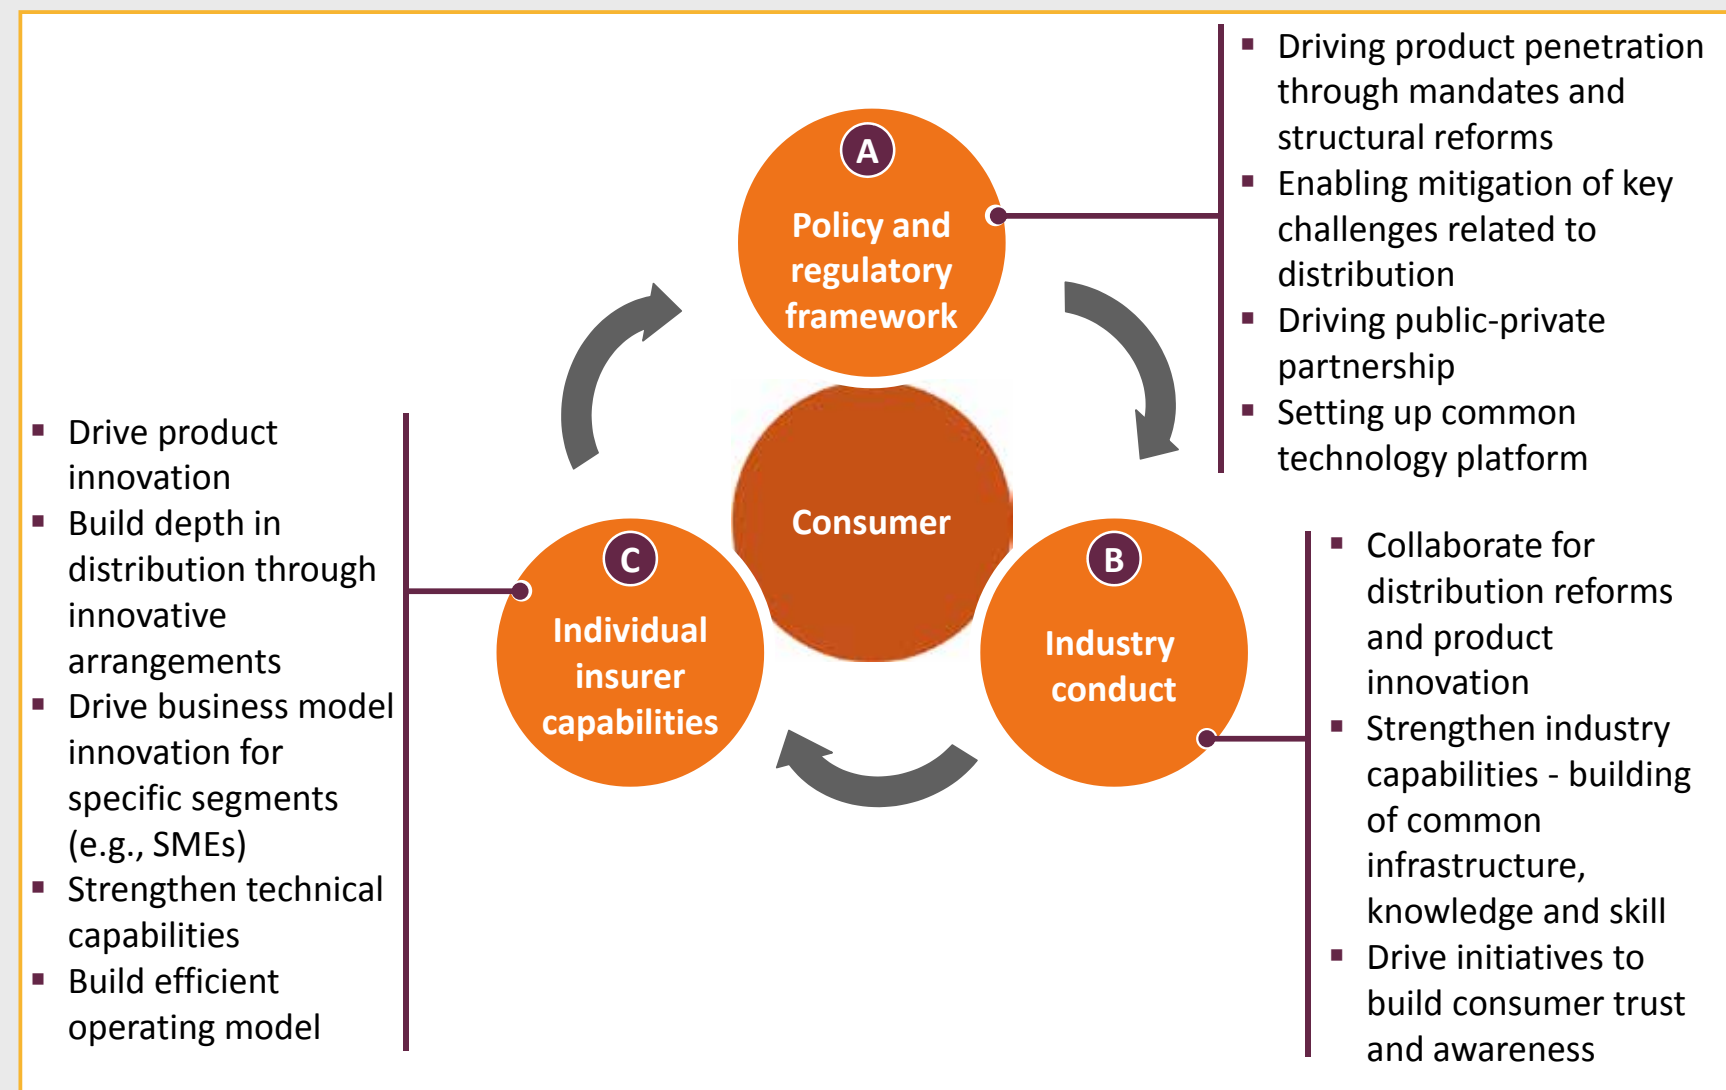 A
Policy and
regulatory
framework
▪ Driving product penetration
through mandates and
structural reforms
▪ Enabling mitigation of key
challenges related to
distribution
▪ Driving public-private
partnership
▪ Setting up common
technology platform
Consumer
B
Industry
conduct
▪ Collaborate for
distribution reforms
and product
innovation
▪ Strengthen industry
capabilities - building
of common
infrastructure,
knowledge and skill
▪ Drive initiatives to
build consumer trust
and awareness
C
Individual
insurer
capabilities
▪ Drive product
innovation
▪ Build depth in
distribution through
innovative
arrangements
▪ Drive business model
innovation for
specific segments
(e.g., SMEs)
▪ Strengthen technical
capabilities
▪ Build efficient
operating model